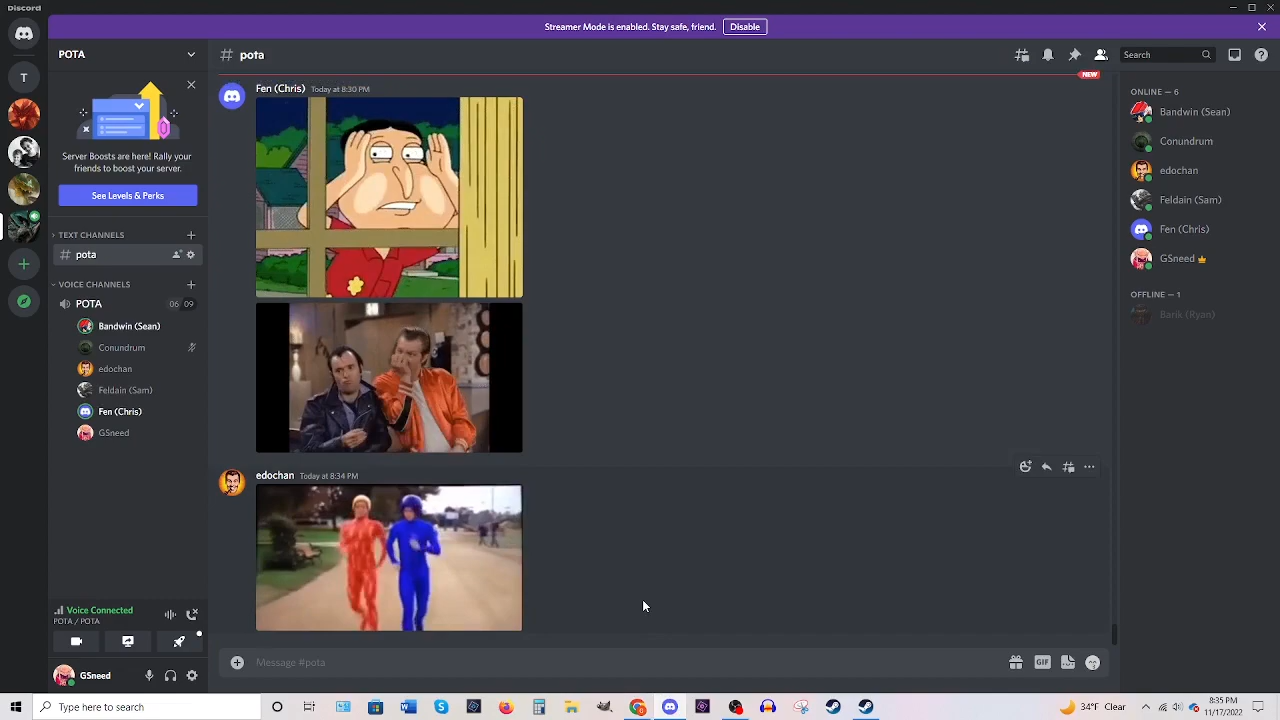 Discord
Streamer Mode is enabled. Stay safe, friend.
Disable
POTA
# pota
Search
T
Server Boosts are here! Rally your
friends to boost your server.
See Levels & Perks
TEXT CHANNELS
# pota
VOICE CHANNELS
POTA
06 09
Bandwin (Sean)
Conundrum
edochan
Feldain (Sam)
Fen (Chris)
GSneed
Voice Connected
POTA / POTA
GSneed
NEW
Fen (Chris) Today at 8:30 PM
edochan Today at 8:34 PM
Message #pota
GIF
ONLINE — 6
Bandwin (Sean)
Conundrum
edochan
Feldain (Sam)
Fen (Chris)
GSneed
OFFLINE — 1
Barik (Ryan)
Type here to search
34°F Clear
8:35 PM
11/17/2022